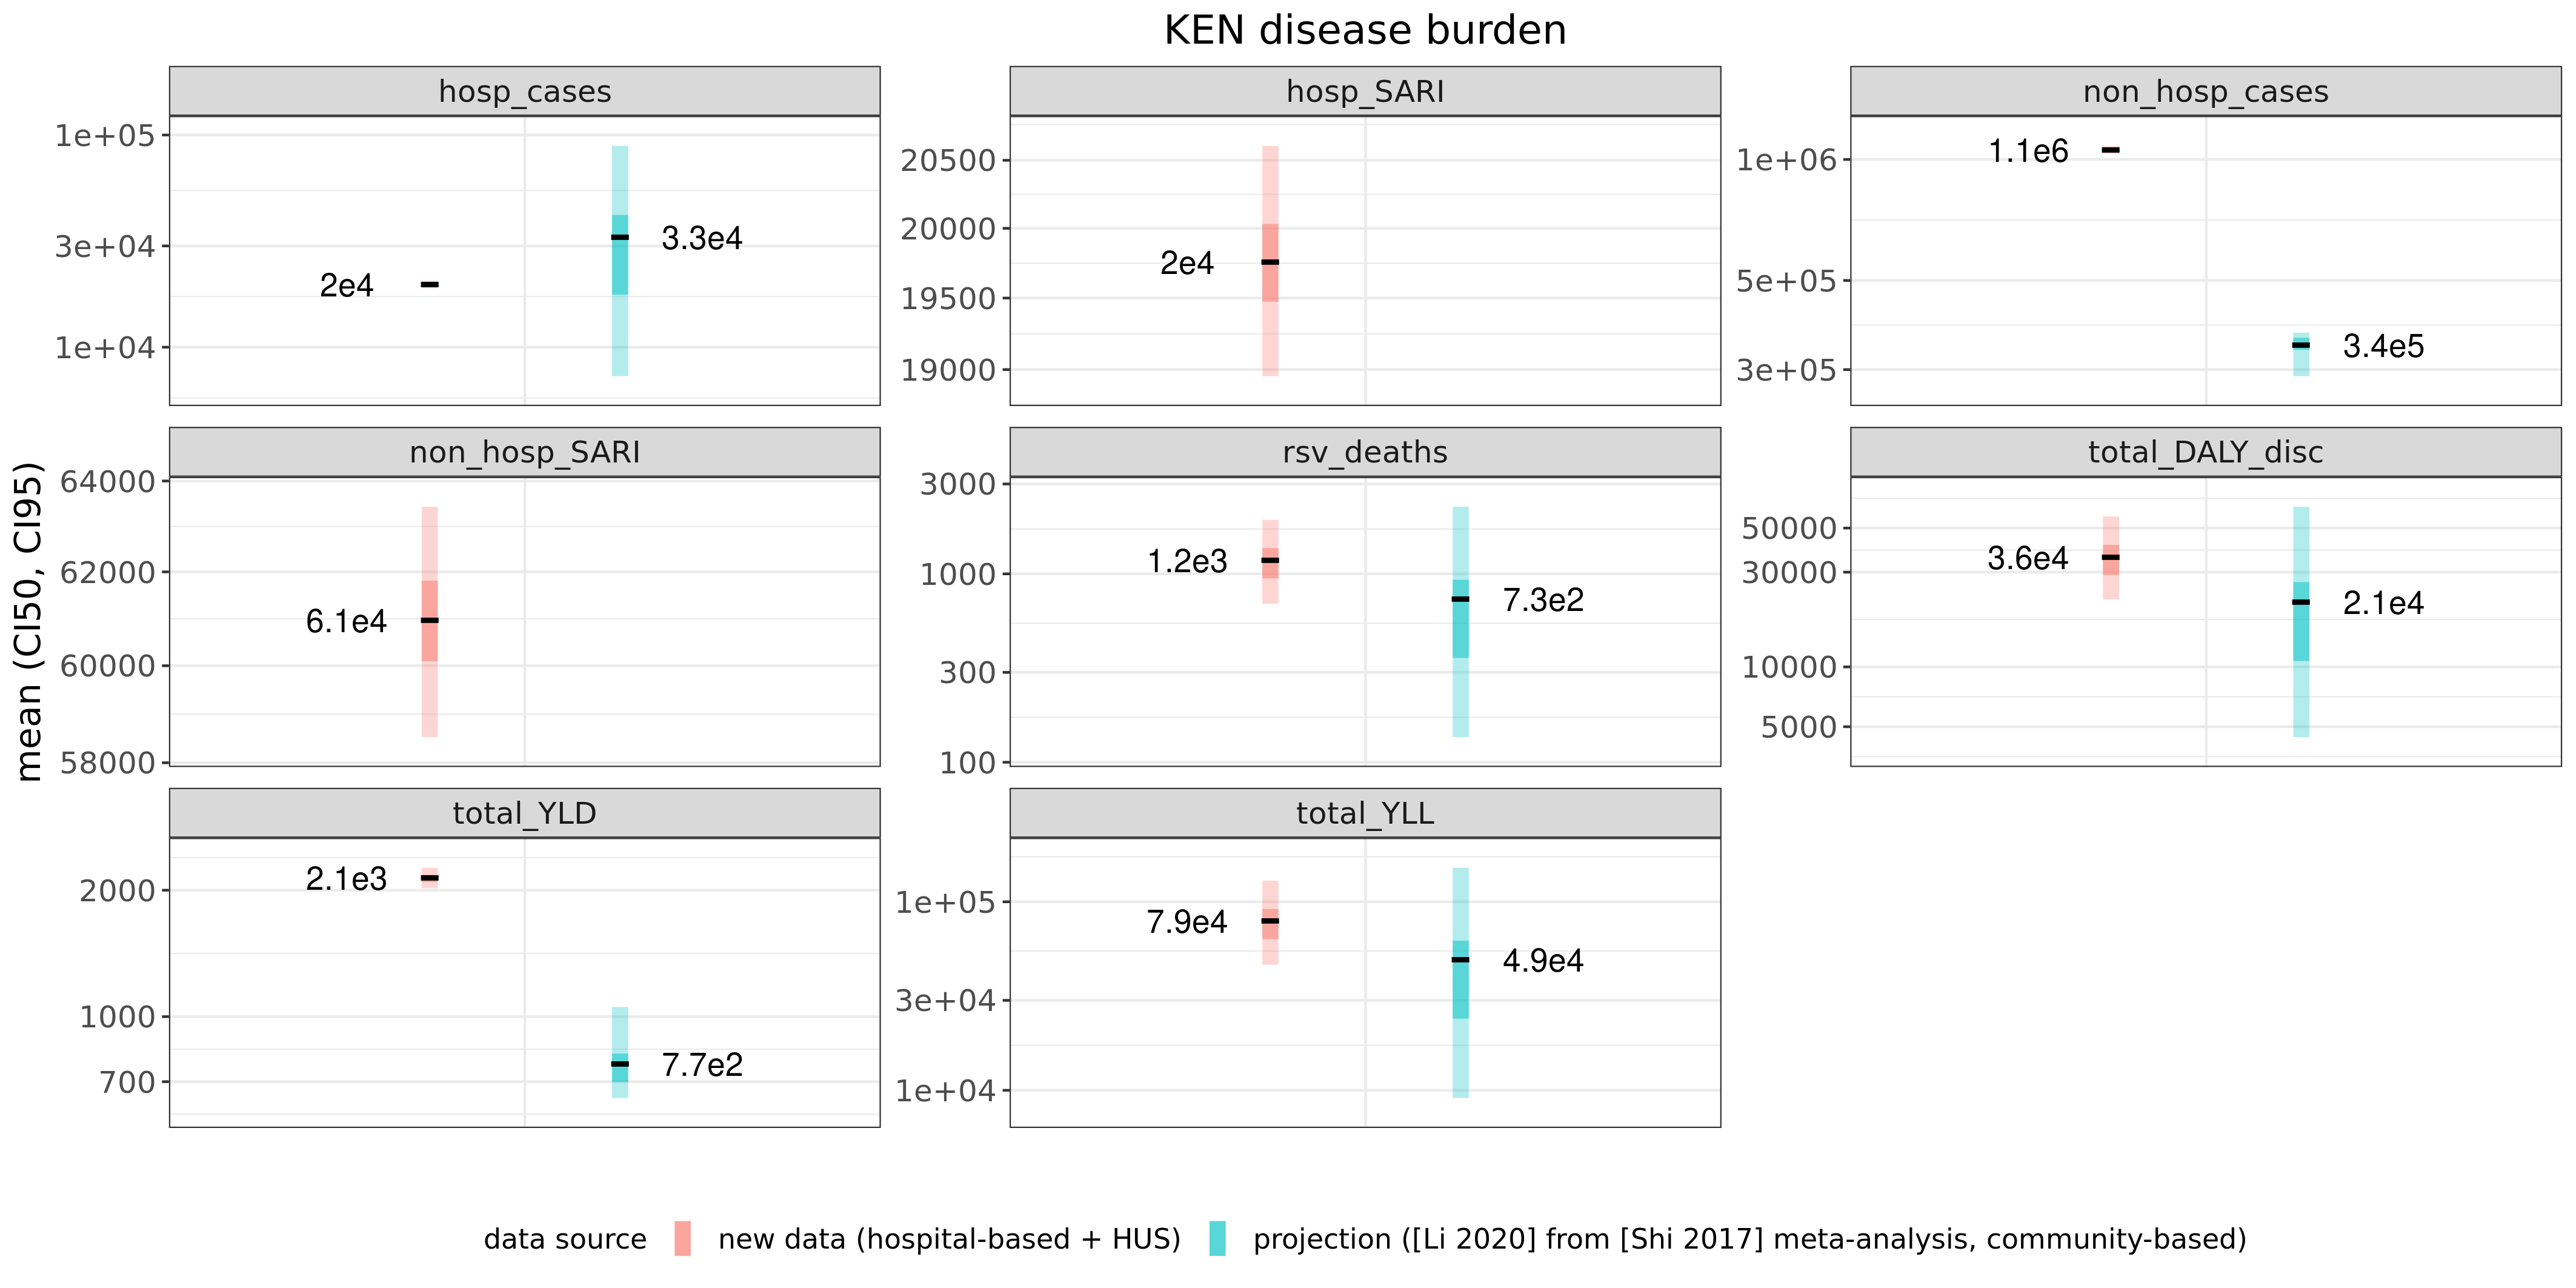 KEN disease burden
mean (CI50, CI95)
hosp_cases
1e+05
3e+04
1e+04
2e4
3.3e4
hosp_SARI
20500
20000
19500
19000
2e4
non_hosp_cases
1e+06
5e+05
3e+05
1.1e6
3.4e5
non_hosp_SARI
64000
62000
60000
58000
6.1e4
rsv_deaths
3000
1000
300
100
1.2e3
7.3e2
total_DALY_disc
50000
30000
10000
5000
3.6e4
2.1e4
total_YLD
2000
1000
700
2.1e3
7.7e2
total_YLL
1e+05
3e+04
1e+04
7.9e4
4.9e4
data source new data (hospital-based + HUS) projection ([Li 2020] from [Shi 2017] meta-analysis, community-based)